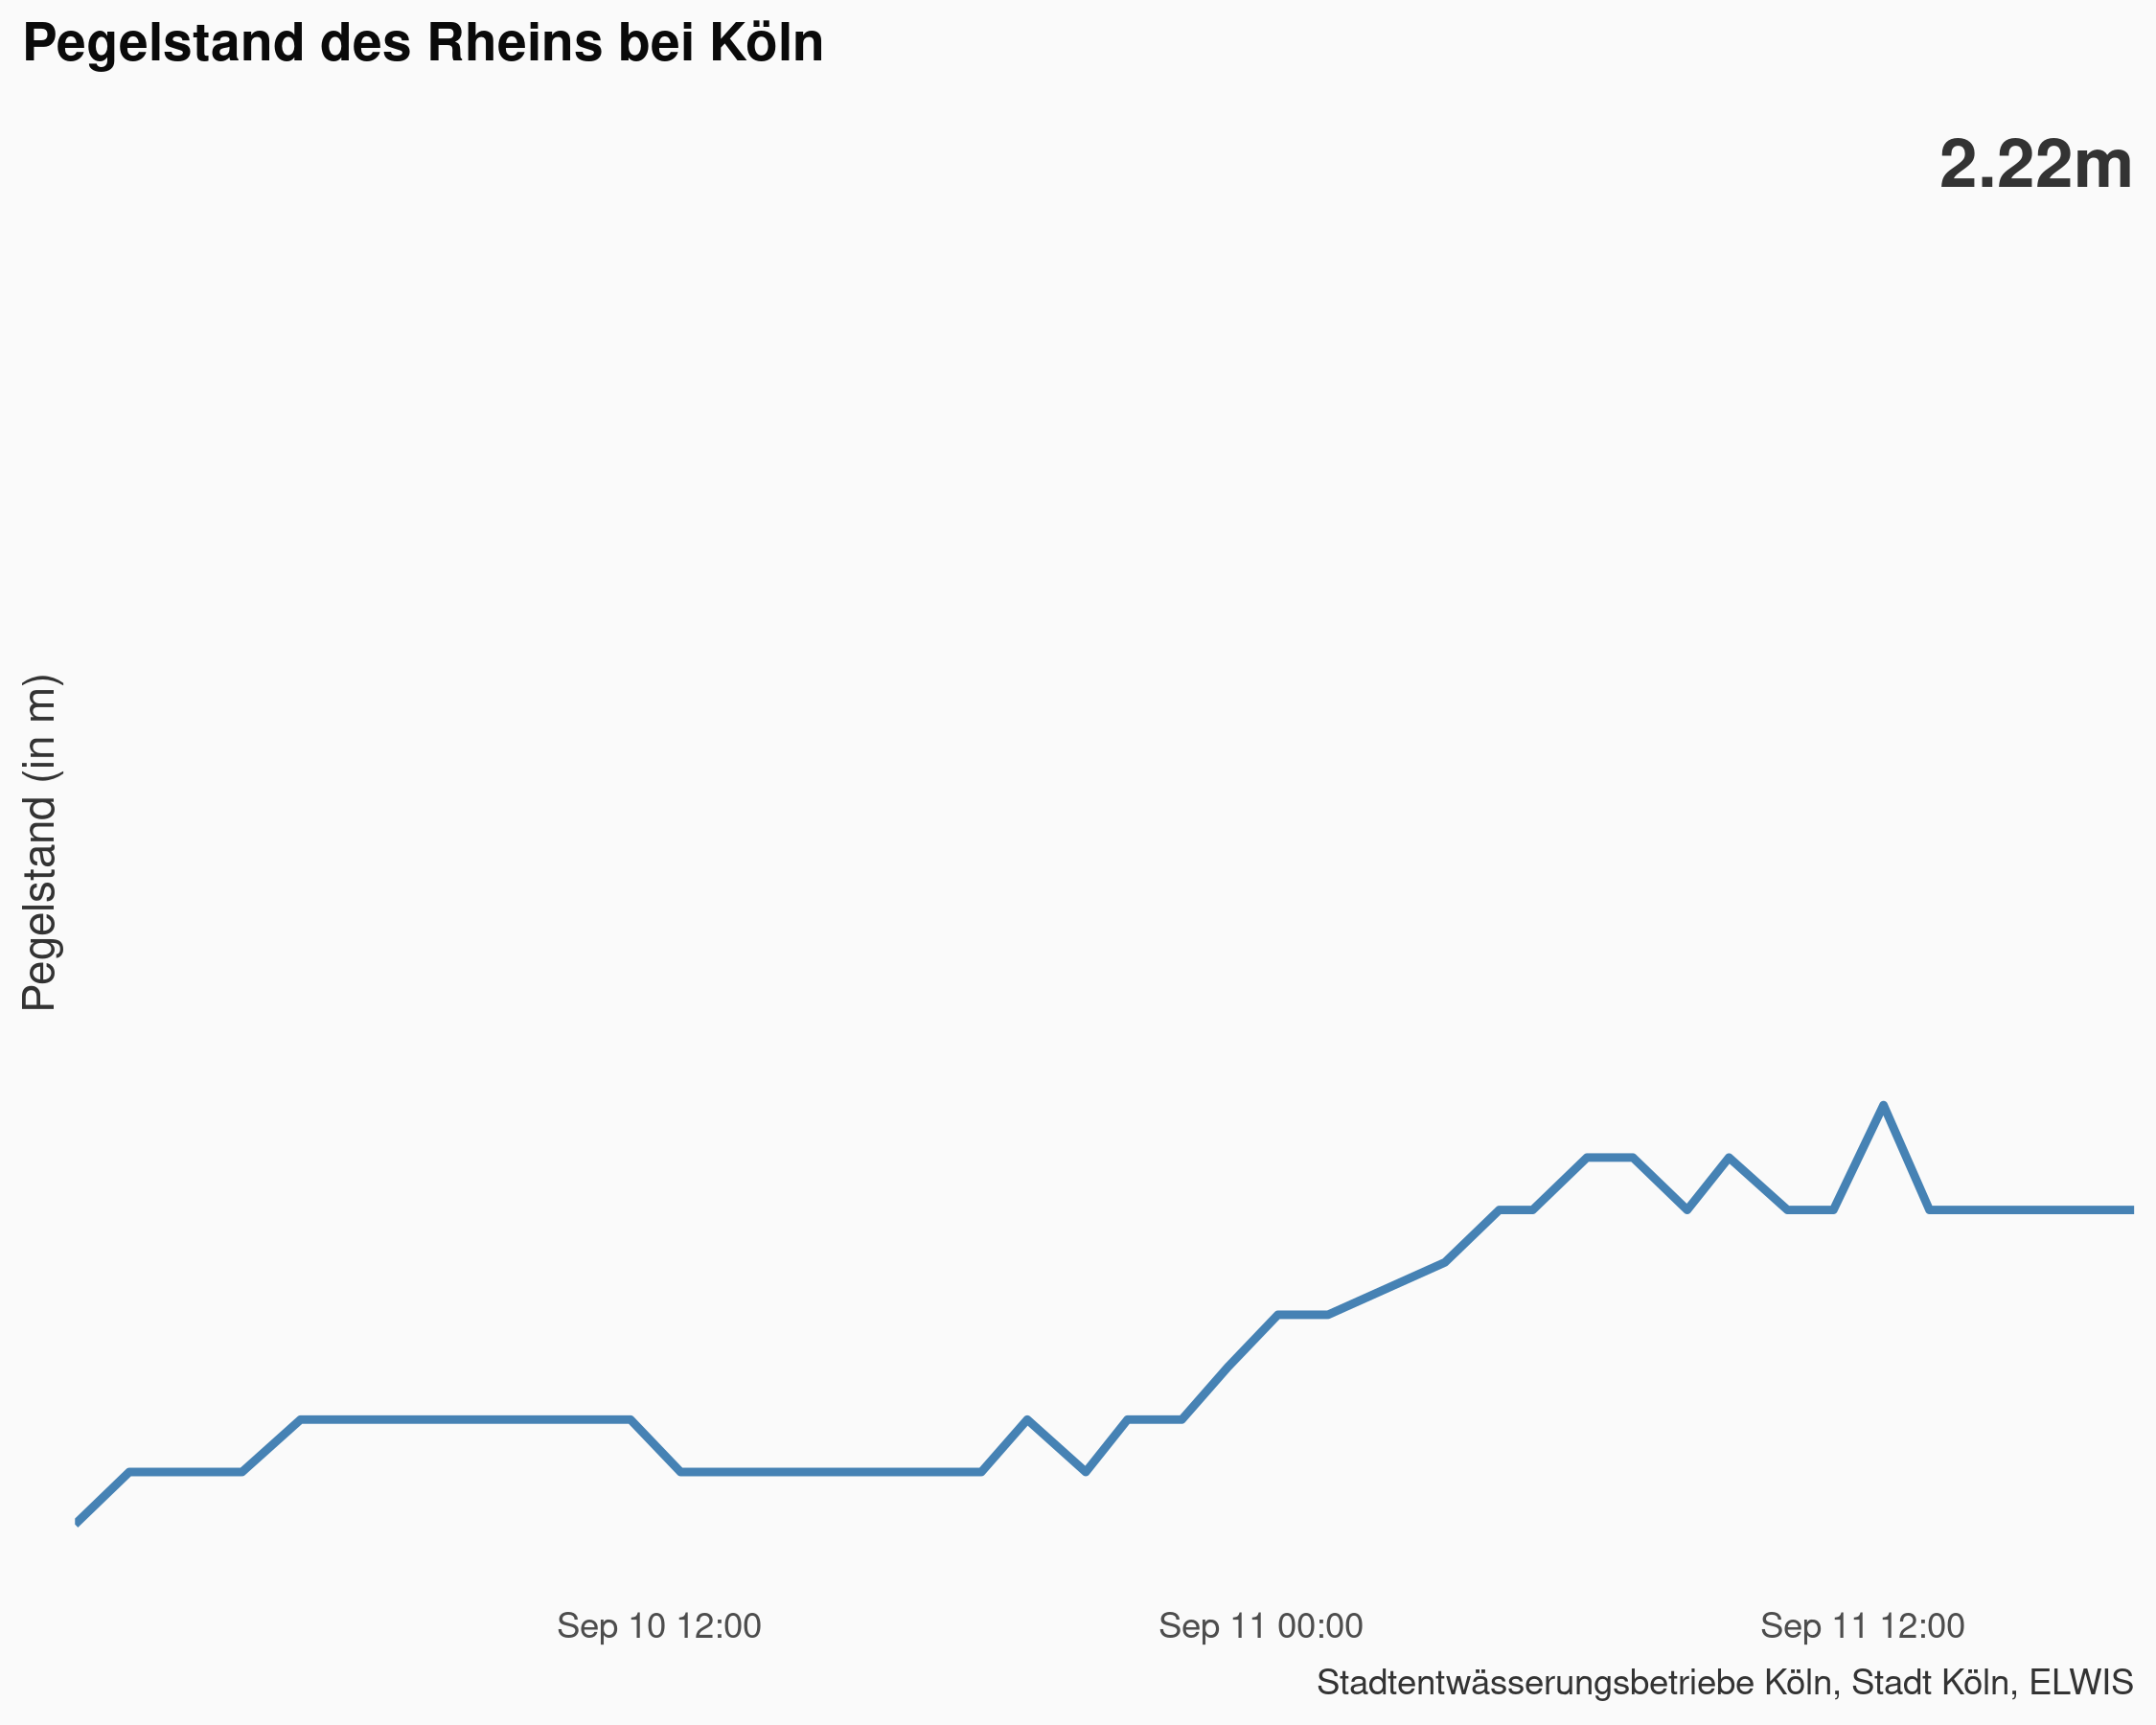 Pegelstand des Rheins bei Köln
2.22m
Pegelstand (in m)
Sep 10 12:00
Sep 11 00:00
Sep 11 12:00
Stadtentwässerungsbetriebe Köln, Stadt Köln, ELWIS